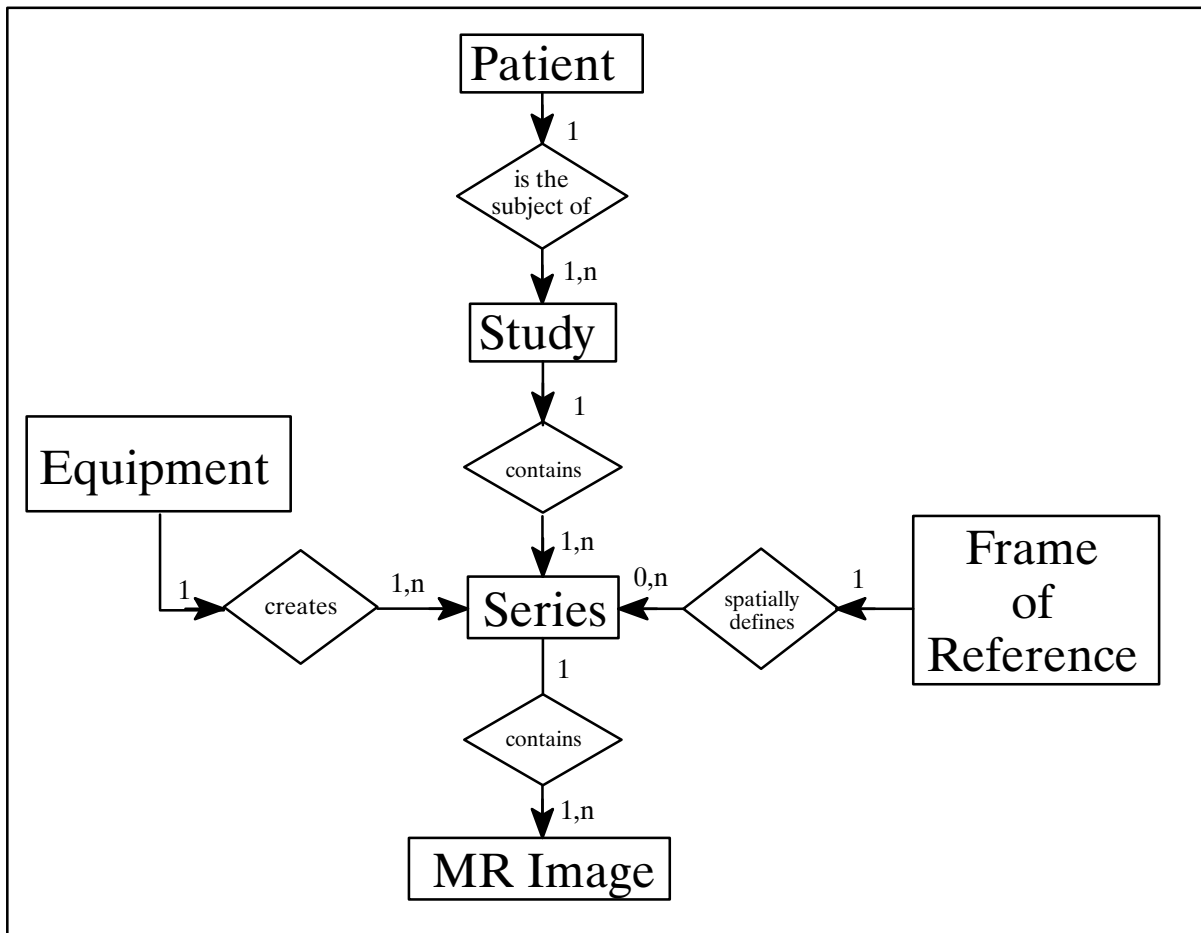 Patient
1
is the
subject of
1,n
Study
1
contains
Equipment
1,n
1
creates
1,n
Series
0,n
spatially
defines
1
Frame
of
Reference
1
contains
1,n
MR Image